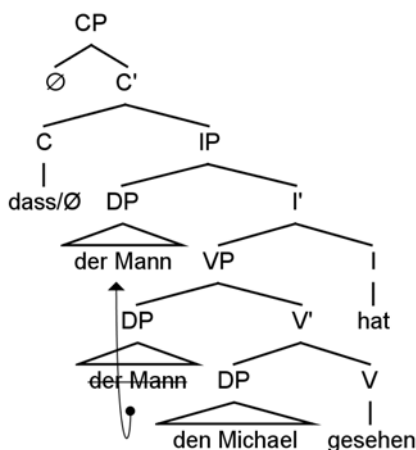 CP
Ø C'
C IP
dass/Ø DP I'
der Mann VP I
DP V' hat
der Mann DP V
den Michael gesehen